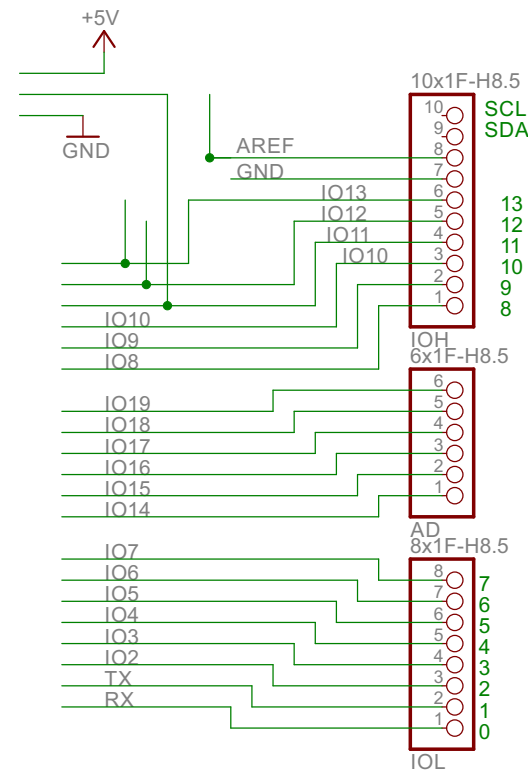 +5V
GND
10x1F-H8.5
10 SCL
9 SDA
AREF 8
GND 7
IO13 6 13
IO12 5 12
IO11 4 11
IO10 3 10
2 9
1 8
IO10
IO9
IO8
IOH
6x1F-H8.5
IO19 6
IO18 5
IO17 4
IO16 3
IO15 2
IO14 1
AD
8x1F-H8.5
IO7 8 7
IO6 7 6
IO5 6 5
IO4 5 4
IO3 4 3
IO2 3 2
TX 2 1
RX 1 0
IOL